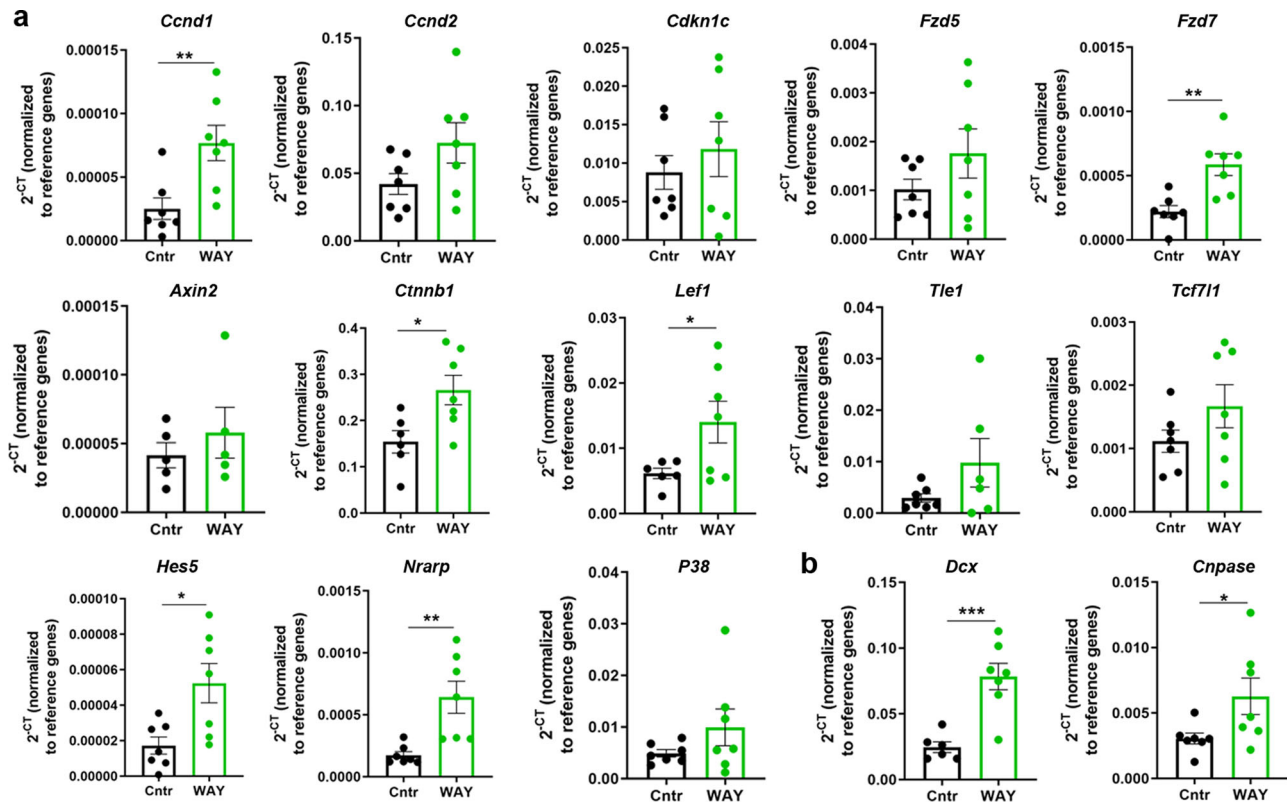 a
Ccnd1
2-CT (normalized
to reference genes)
0.00015
0.00010
0.00005
0.00000
**
Cntr WAY
Ccnd2
2-CT (normalized
to reference genes)
0.15
0.10
0.05
0.00
Cntr WAY
Cdkn1c
2-CT (normalized
to reference genes)
0.025
0.020
0.015
0.010
0.005
0.000
Cntr WAY
Fzd5
2-CT (normalized
to reference genes)
0.004
0.003
0.002
0.001
0.000
Cntr WAY
Fzd7
2-CT (normalized
to reference genes)
0.0015
0.0010
0.0005
0.0000
**
Cntr WAY
Axin2
2-CT (normalized
to reference genes)
0.00015
0.00010
0.00005
0.00000
Cntr WAY
Ctnnb1
2-CT (normalized
to reference genes)
0.4
0.3
0.2
0.1
0.0
*
Cntr WAY
Lef1
2-CT (normalized
to reference genes)
0.03
0.02
0.01
0.00
*
Cntr WAY
Tle1
2-CT (normalized
to reference genes)
0.04
0.03
0.02
0.01
0.00
Cntr WAY
Tcf7l1
2-CT (normalized
to reference genes)
0.003
0.002
0.001
0.000
Cntr WAY
Hes5
2-CT (normalized
to reference genes)
0.00010
0.00008
0.00006
0.00004
0.00002
0.00000
*
Cntr WAY
Nrarp
2-CT (normalized
to reference genes)
0.0015
0.0010
0.0005
0.0000
**
Cntr WAY
P38
2-CT (normalized
to reference genes)
0.04
0.03
0.02
0.01
0.00
Cntr WAY
b
Dcx
2-CT (normalized
to reference genes)
0.15
0.10
0.05
0.00
***
Cntr WAY
Cnpase
2-CT (normalized
to reference genes)
0.015
0.010
0.005
0.000
*
Cntr WAY